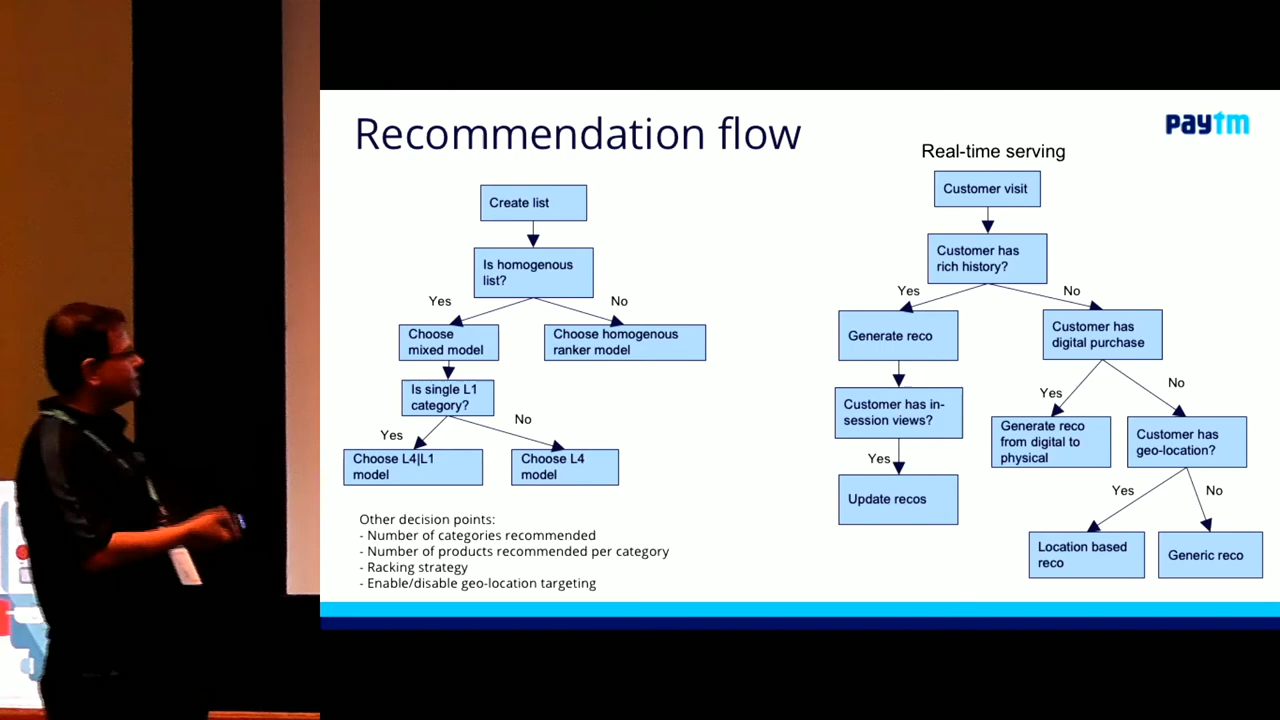 Recommendation flow
paytm
Create list
Is homogenous
list?
Yes
No
Choose
mixed model
Choose homogenous
ranker model
Is single L1
category?
Yes
No
Choose L4|L1
model
Choose L4
model
Other decision points:
- Number of categories recommended
- Number of products recommended per category
- Racking strategy
- Enable/disable geo-location targeting
Real-time serving
Customer visit
Customer has
rich history?
Yes
No
Generate reco
Customer has
digital purchase
Customer has in-
session views?
Yes
Update recos
Yes
No
Generate reco
from digital to
physical
Customer has
geo-location?
Yes
No
Location based
reco
Generic reco